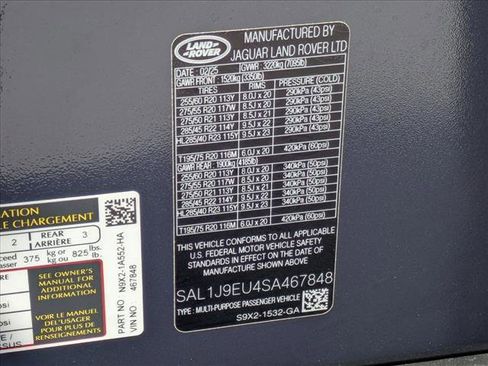 LAND-
ROVER
MANUFACTURED BY
JAGUAR LAND ROVER LTD
DATE: 02/25 GVWR: 3220kg (7095lb)
GAWR FRONT: 1520kg (3350lb)
TIRES RIMS PRESSURE (COLD)
255/60 R20 113Y 8.0J x 20 290kPa (43psi)
275/55 R20 117W 8.5J x 20 290kPa (43psi)
275/50 R21 113Y 8.5J x 21 290kPa (43psi)
285/45 R22 114Y 9.5J x 22 290kPa (43psi)
HL285/40 R23 115Y 9.5J x 23 290kPa (43psi)
T195/75 R20 116M 6.0J x 20 420kPa (60psi)
GAWR REAR: 1900kg (4185lb)
255/60 R20 113Y 8.0J x 20 340kPa (50psi)
275/55 R20 117W 8.5J x 20 340kPa (50psi)
275/50 R21 113Y 8.5J x 21 340kPa (50psi)
285/45 R22 114Y 9.5J x 22 340kPa (50psi)
HL285/40 R23 115Y 9.5J x 23 340kPa (50psi)
T195/75 R20 116M 6.0J x 20 420kPa (60psi)
THIS VEHICLE CONFORMS TO ALL APPLICABLE
U.S. FEDERAL MOTOR VEHICLE SAFETY
STANDARDS IN EFFECT ON THE DATE OF
MANUFACTURE SHOWN ABOVE.
SAL1J9EU4SA467848
TYPE: MULTI-PURPOSE PASSENGER VEHICLE
S9X2-1532-GA
CHARGEMENT
2 REAR 3
ARRIÈRE
375 kg or 825 lbs.
kg ou lb.
SEE OWNER'S
MANUAL FOR
ADDITIONAL
INFORMATION
VOIR LE MANUEL
DE L'USAGER
POUR PLUS DE
RENSEIGNEMENTS
PART NO N9X2-1A552-HA
VIN NO 467848